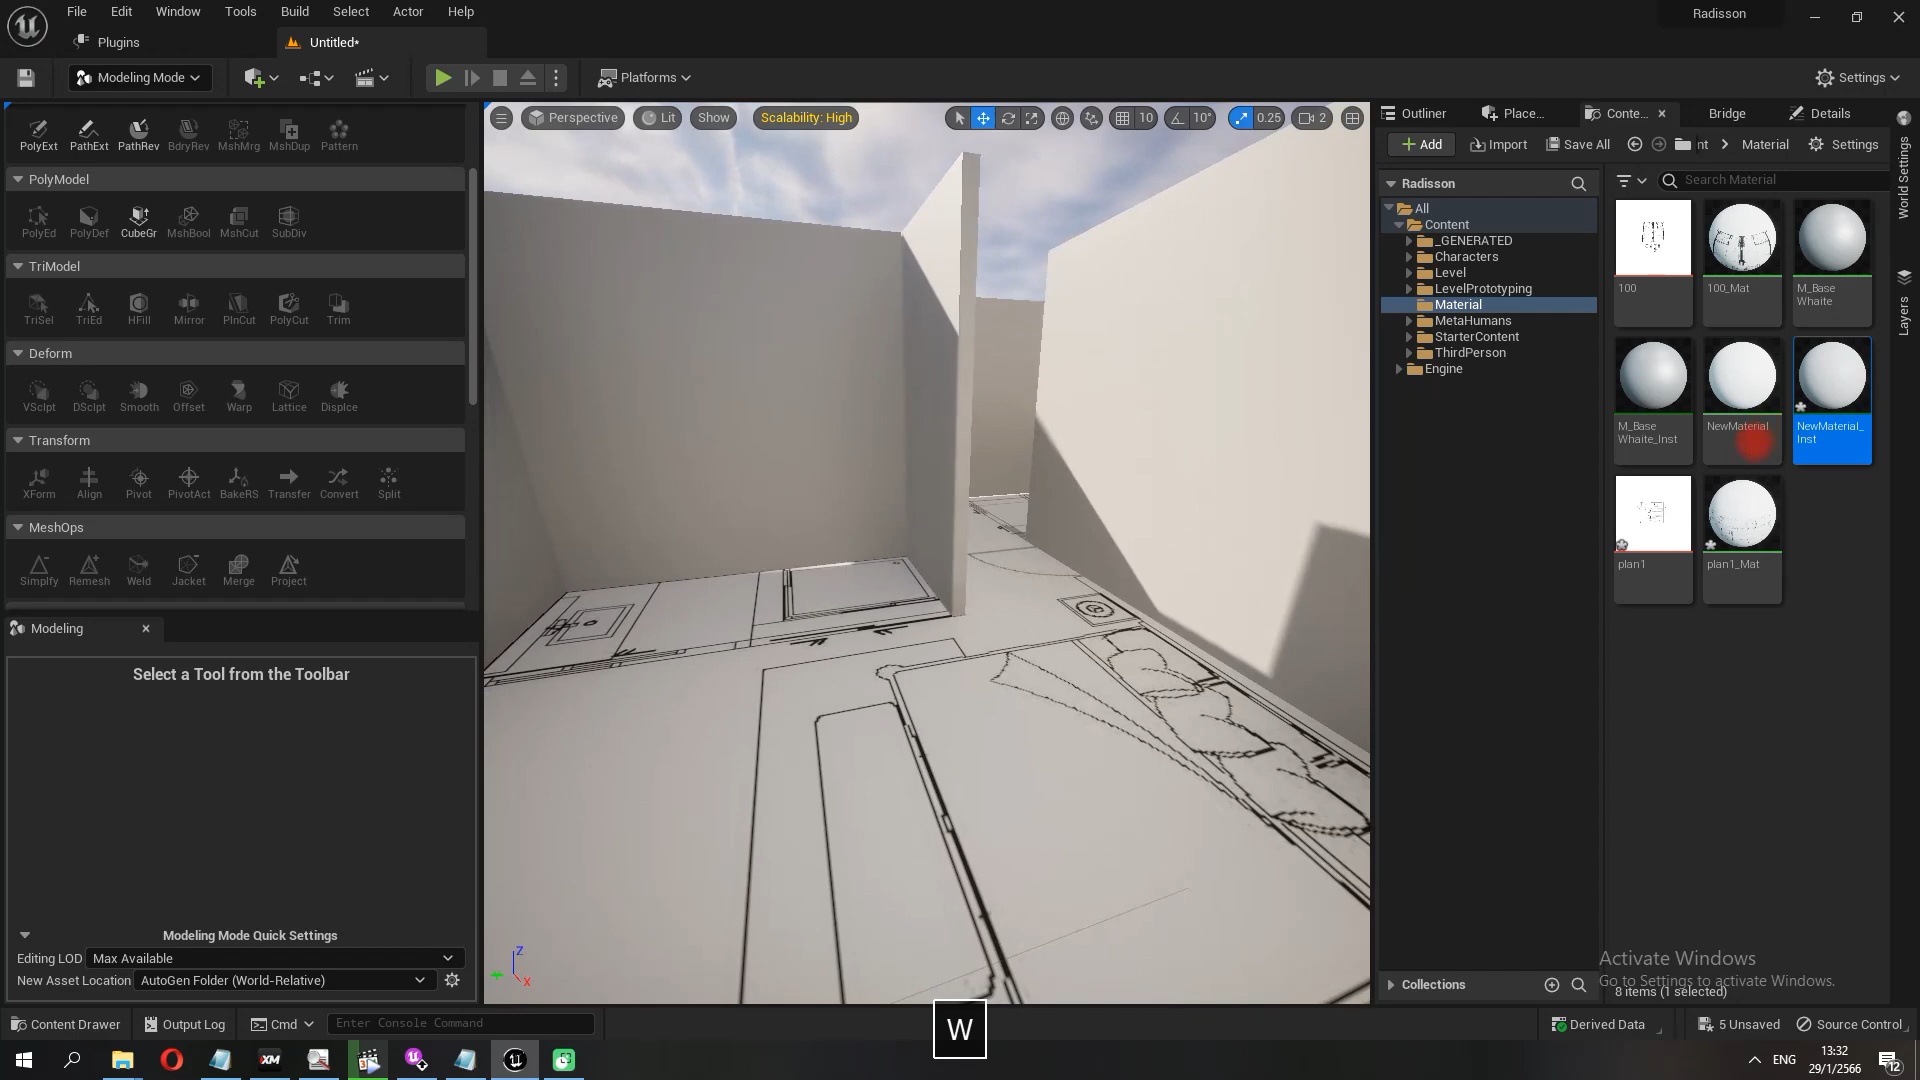 File Edit Window Tools Build Select Actor Help
Radisson
Plugins
Untitled*
Modeling Mode
Platforms
Settings
PolyExt PathExt PathRev BdryRev MshMrg MshDup Pattern
PolyModel
PolyEd PolyDef CubeGr MshBool MshCut SubDiv
TriModel
TriSel TriEd HFill Mirror PlnCut PolyCut Trim
Deform
VSclpt DSclpt Smooth Offset Warp Lattice Displce
Transform
XForm Align Pivot PivotAct BakeRS Transfer Convert Split
MeshOps
Simplfy Remesh Weld Jacket Merge Project
Modeling
Select a Tool from the Toolbar
Modeling Mode Quick Settings
Editing LOD Max Available
New Asset Location AutoGen Folder (World-Relative)
Perspective Lit Show Scalability: High 10 10° 0.25 2
Z
X
Outliner Place... Conte... Bridge Details
Add Import Save All nt Material Settings
Radisson
Search Material
All
Content
_GENERATED
Characters
Level
LevelPrototyping
Material
MetaHumans
StarterContent
ThirdPerson
Engine
100
100_Mat
M_Base
Whaite
M_Base
Whaite_Inst
NewMaterial
NewMaterial_
Inst
plan1
plan1_Mat
World Settings
Layers
Collections
Activate Windows
Go to Settings to activate Windows.
8 items (1 selected)
Content Drawer Output Log Cmd Enter Console Command
W
Derived Data 5 Unsaved Source Control
ENG
13:32
29/1/2566
12